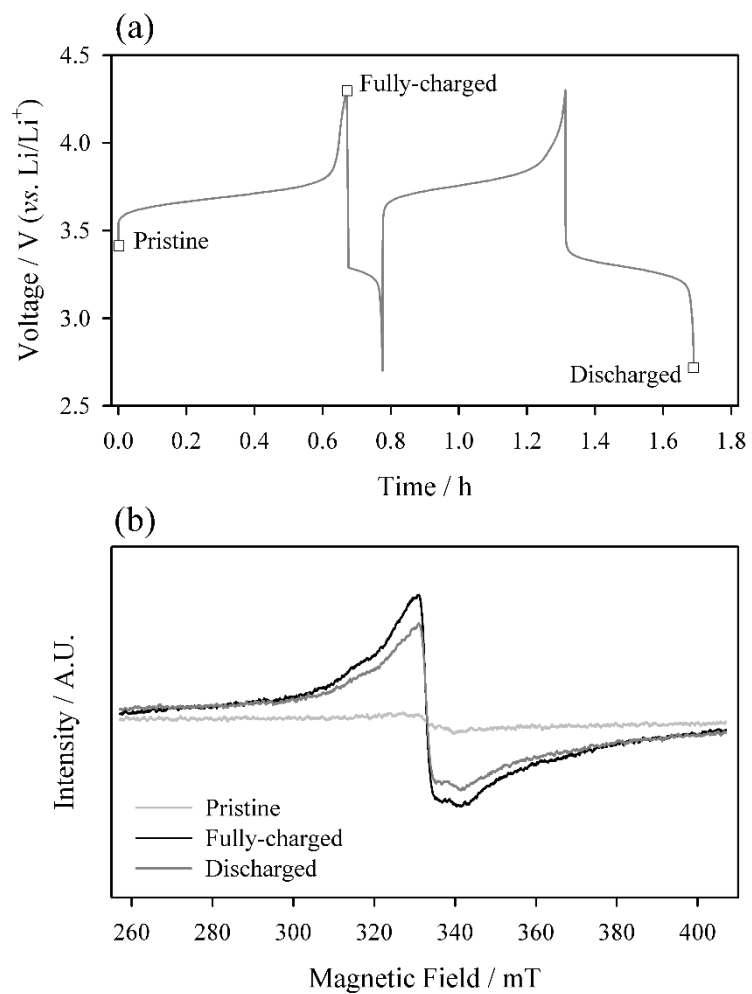 (a)
4.5
4.0
3.5
3.0
2.5
Voltage / V (vs. Li/Li⁺)
Fully-charged
Pristine
Discharged
0.0 0.2 0.4 0.6 0.8 1.0 1.2 1.4 1.6 1.8
Time / h
(b)
Intensity / A.U.
Pristine
Fully-charged
Discharged
260 280 300 320 340 360 380 400
Magnetic Field / mT